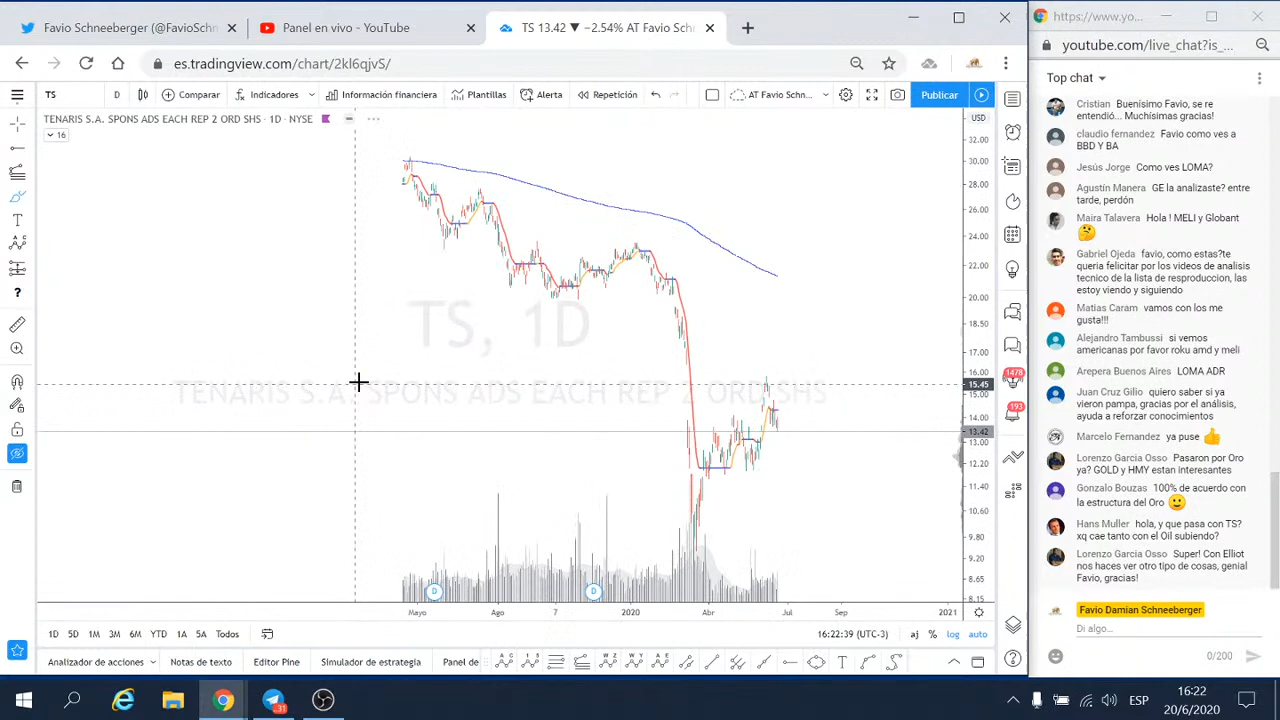 Favio Schneeberger (@FavioSchn
Panel en vivo - YouTube
TS 13.42 ▼ −2.54% AT Favio Schn
es.tradingview.com/chart/2kl6qjvS/
TS
D
Comparar
Indicadores
Información financiera
Plantillas
Alerta
Repetición
AT Favio Schn...
Publicar
TENARIS S.A. SPONS ADS EACH REP 2 ORD SHS · 1D · NYSE
16
USD
32.00
30.00
28.00
26.00
24.00
22.00
20.00
18.50
17.00
16.00
15.45
15.00
14.00
13.42
13.00
12.20
11.40
10.60
9.80
9.20
8.65
8.15
TS, 1D
TENARIS SPONS ADS EACH REP 2 ORD SHS
D
D
Mayo
Ago
7
2020
Abr
Jul
Sep
2021
1D 5D 1M 3M 6M YTD 1A 5A Todos
16:22:39 (UTC-3)
aj % log auto
Analizador de acciones
Notas de texto
Editor Pine
Simulador de estrategia
Panel de
1478
193
https://www.yo...
youtube.com/live_chat?is_...
Top chat
Cristian Buenísimo Favio, se re
entendió... Muchísimas gracias!
claudio fernandez Favio como ves a
BBD Y BA
Jesús Jorge Como ves LOMA?
Agustín Manera GE la analizaste? entre
tarde, perdón
Maira Talavera Hola ! MELI y Globant
Gabriel Ojeda favio, como estas?te
queria felicitar por los videos de analisis
tecnico de la lista de resproduccion, las
estoy viendo y siguiendo
Matias Caram vamos con los me
gusta!!!
Alejandro Tambussi si vemos
americanas por favor roku amd y meli
Arepera Buenos Aires LOMA ADR
Juan Cruz Gilio quiero saber si ya
vieron pampa, gracias por el análisis,
ayuda a reforzar conocimientos
Marcelo Fernandez ya puse 👍
Lorenzo Garcia Osso Pasaron por Oro
ya? GOLD y HMY estan interesantes
Gonzalo Bouzas 100% de acuerdo con
la estructura del Oro 🙂
Hans Muller hola, y que pasa con TS?
xq cae tanto con el Oil subiendo?
Lorenzo Garcia Osso Super! Con Elliot
nos haces ver otro tipo de cosas, genial
Favio, gracias!
Favio Damian Schneeberger
Di algo...
0/200
31
ESP
16:22
20/6/2020